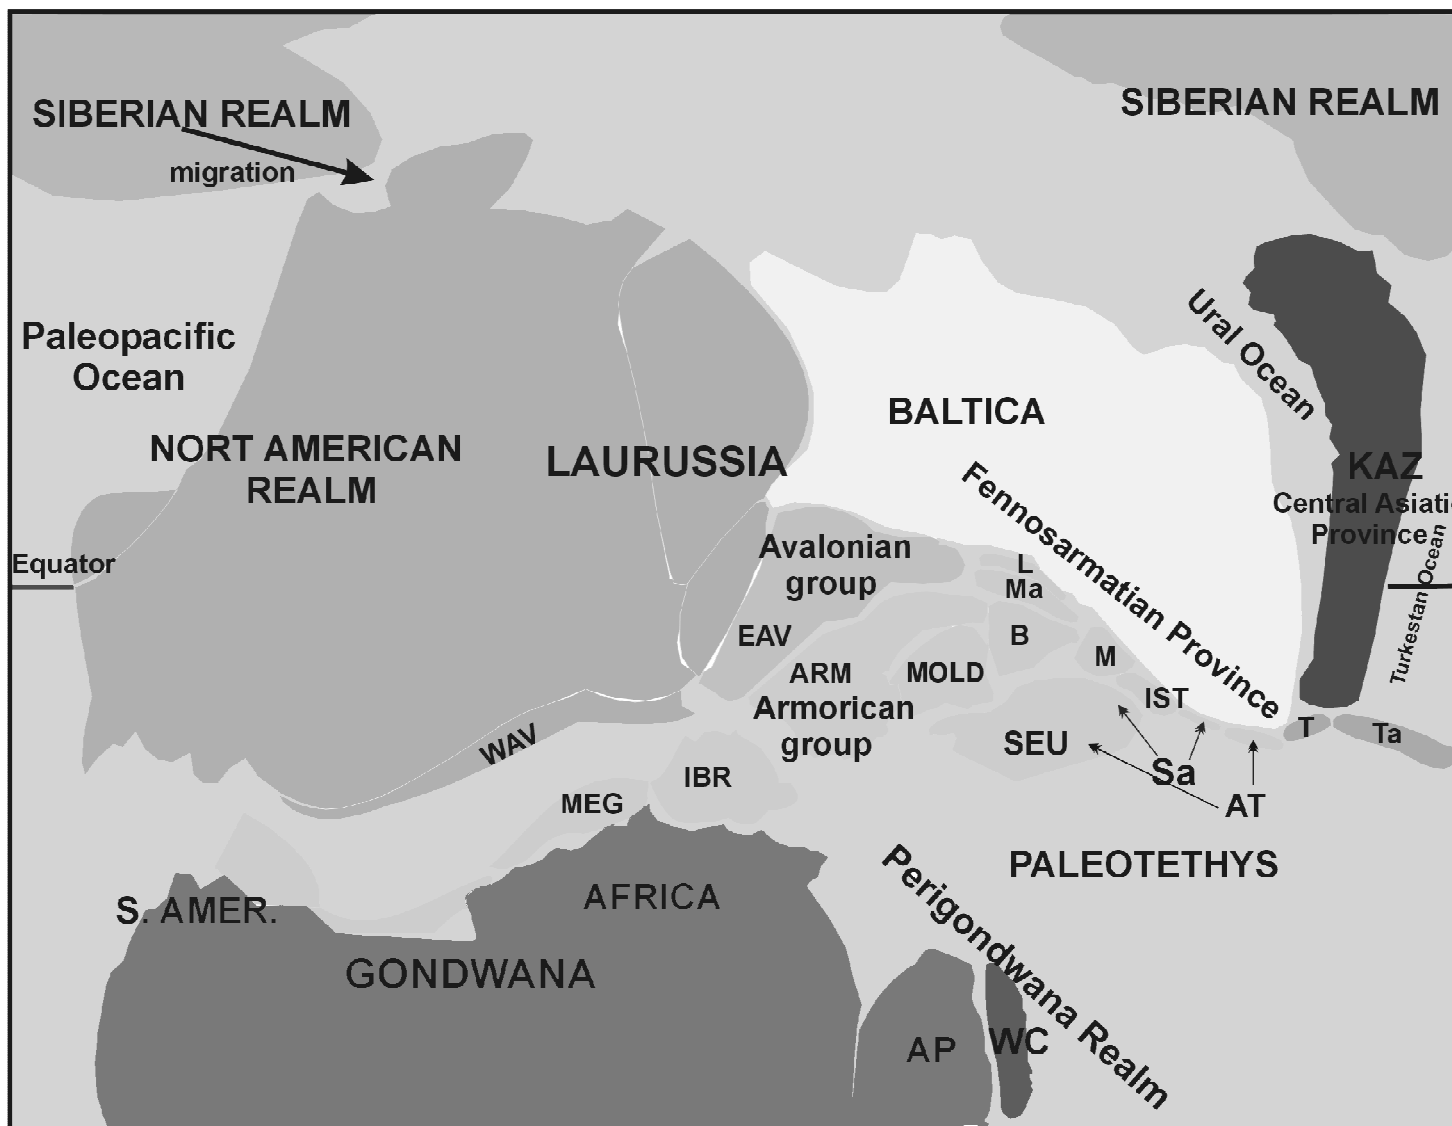 SIBERIAN REALM
migration
SIBERIAN REALM
Paleopacific
Ocean
Ural Ocean
BALTICA
NORT AMERICAN
REALM
LAURUSSIA
KAZ
Central Asiati
Province
Fennosarmatian Province
Equator
Avalonian
group
L
Ma
Turkestan Ocean
EAV
B
M
ARM
MOLD
IST
Armorican
group
SEU
T
Ta
WAV
IBR
Sa
MEG
AT
PALEOTETHYS
S. AMER.
AFRICA
Perigondwana Realm
GONDWANA
AP
WC